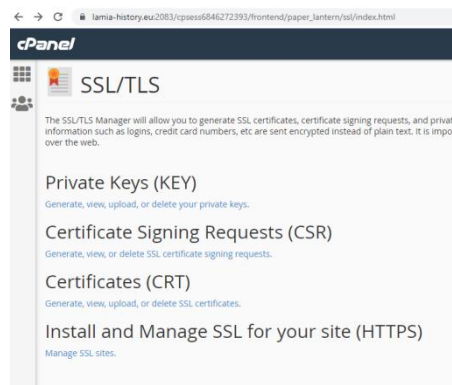 lamia-history.eu:2083/cpsess6846272393/frontend/paper_lantern/ssl/index.html
cPanel
SSL/TLS
The SSL/TLS Manager will allow you to generate SSL certificates, certificate signing requests, and privat
information such as logins, credit card numbers, etc are sent encrypted instead of plain text. It is impo
over the web.
Private Keys (KEY)
Generate, view, upload, or delete your private keys.
Certificate Signing Requests (CSR)
Generate, view, or delete SSL certificate signing requests.
Certificates (CRT)
Generate, view, upload, or delete SSL certificates.
Install and Manage SSL for your site (HTTPS)
Manage SSL sites.